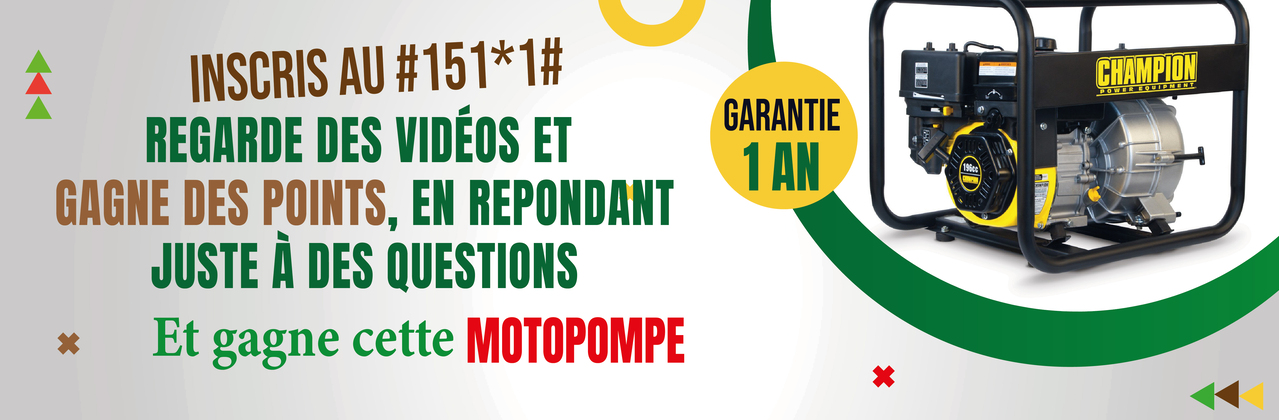 INSCRIS AU #151*1#
REGARDE DES VIDÉOS ET
GAGNE DES POINTS, EN REPONDANT
JUSTE À DES QUESTIONS
Et gagne cette MOTOPOMPE
GARANTIE
1 AN
CHAMPION
POWER EQUIPMENT
196cc